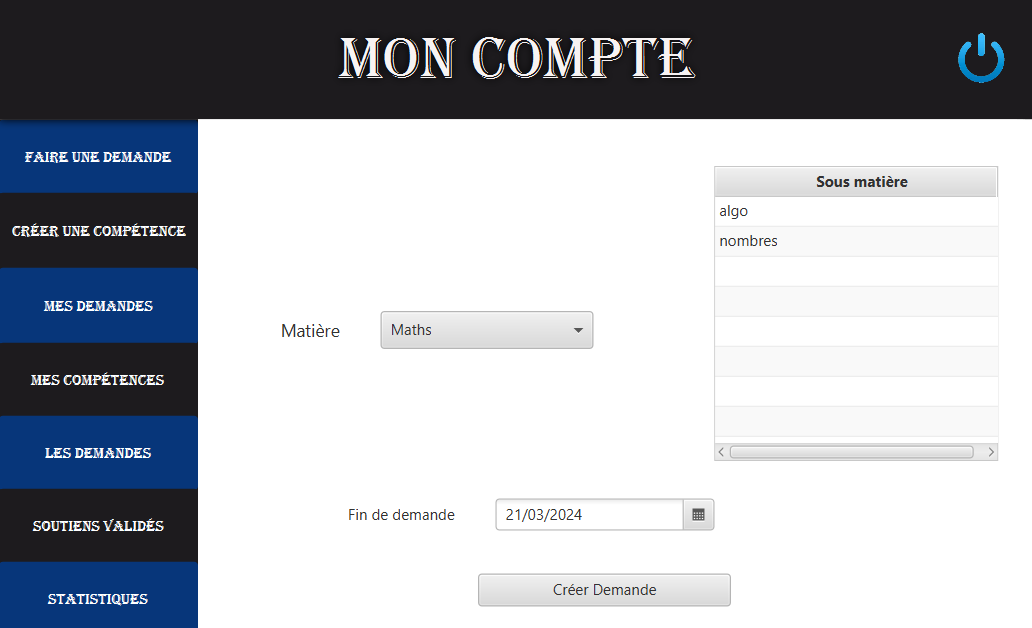 MON COMPTE
FAIRE UNE DEMANDE
CRÉER UNE COMPÉTENCE
MES DEMANDES
MES COMPÉTENCES
LES DEMANDES
SOUTIENS VALIDÉS
STATISTIQUES
Matière
Maths
Sous matière
algo
nombres
Fin de demande
21/03/2024
Créer Demande